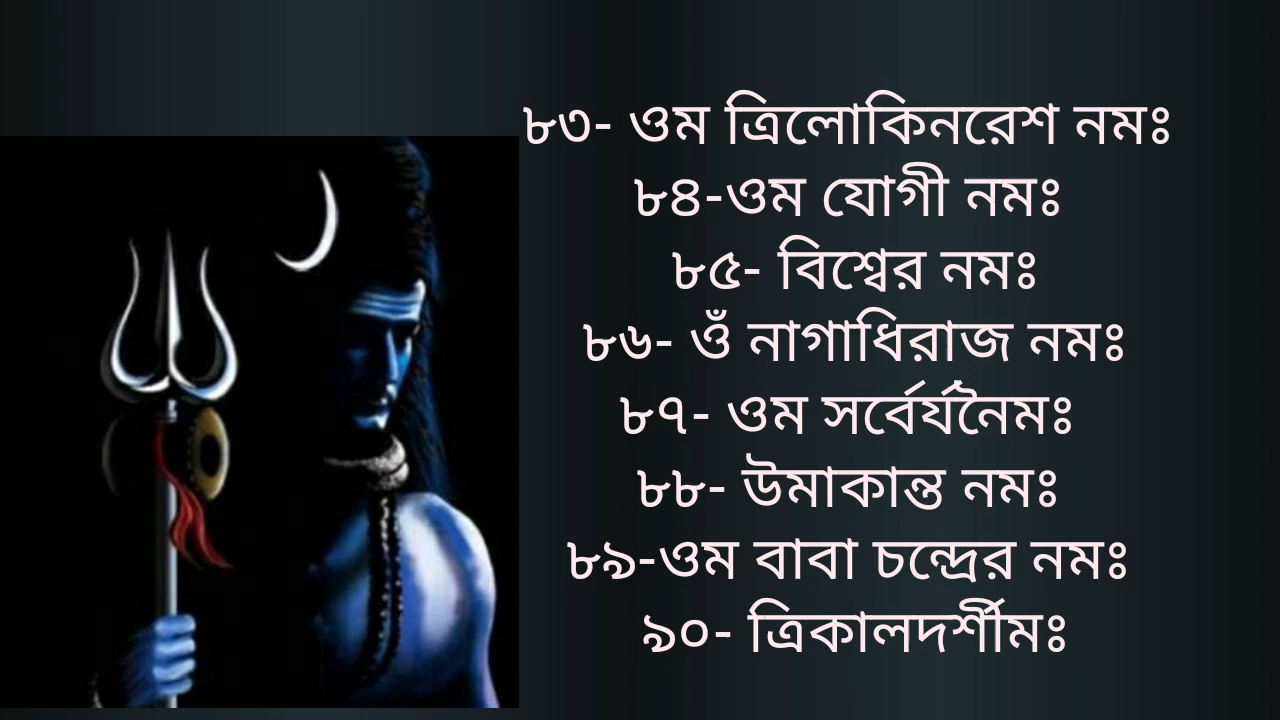 ৮৩- ওম ত্রিলোকিনরেশ নমঃ
৮৪-ওম যোগী নমঃ
৮৫- বিশ্বের নমঃ
৮৬- ওঁ নাগাধিরাজ নমঃ
৮৭- ওম সর্বের্যনৈমঃ
৮৮- উমাকান্ত নমঃ
৮৯-ওম বাবা চন্দ্রের নমঃ
৯০- ত্রিকালদর্শীমঃ